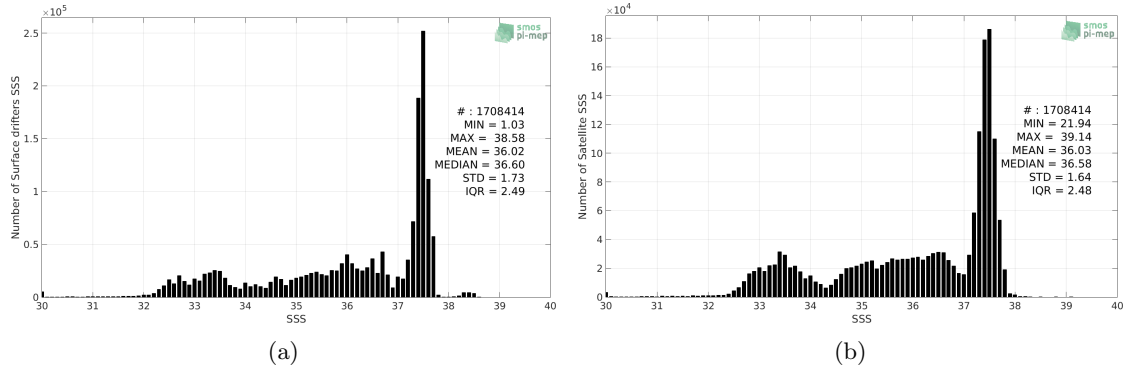 ×10⁵
2.5
2
1.5
1
0.5
0
Number of Surface drifters SSS
smos
pi-mep
# : 1708414
MIN = 1.03
MAX = 38.58
MEAN = 36.02
MEDIAN = 36.60
STD = 1.73
IQR = 2.49
30 31 32 33 34 35 36 37 38 39 40
SSS
(a)
×10⁴
18
16
14
12
10
8
6
4
2
0
Number of Satellite SSS
smos
pi-mep
# : 1708414
MIN = 21.94
MAX = 39.14
MEAN = 36.03
MEDIAN = 36.58
STD = 1.64
IQR = 2.48
30 31 32 33 34 35 36 37 38 39 40
SSS
(b)